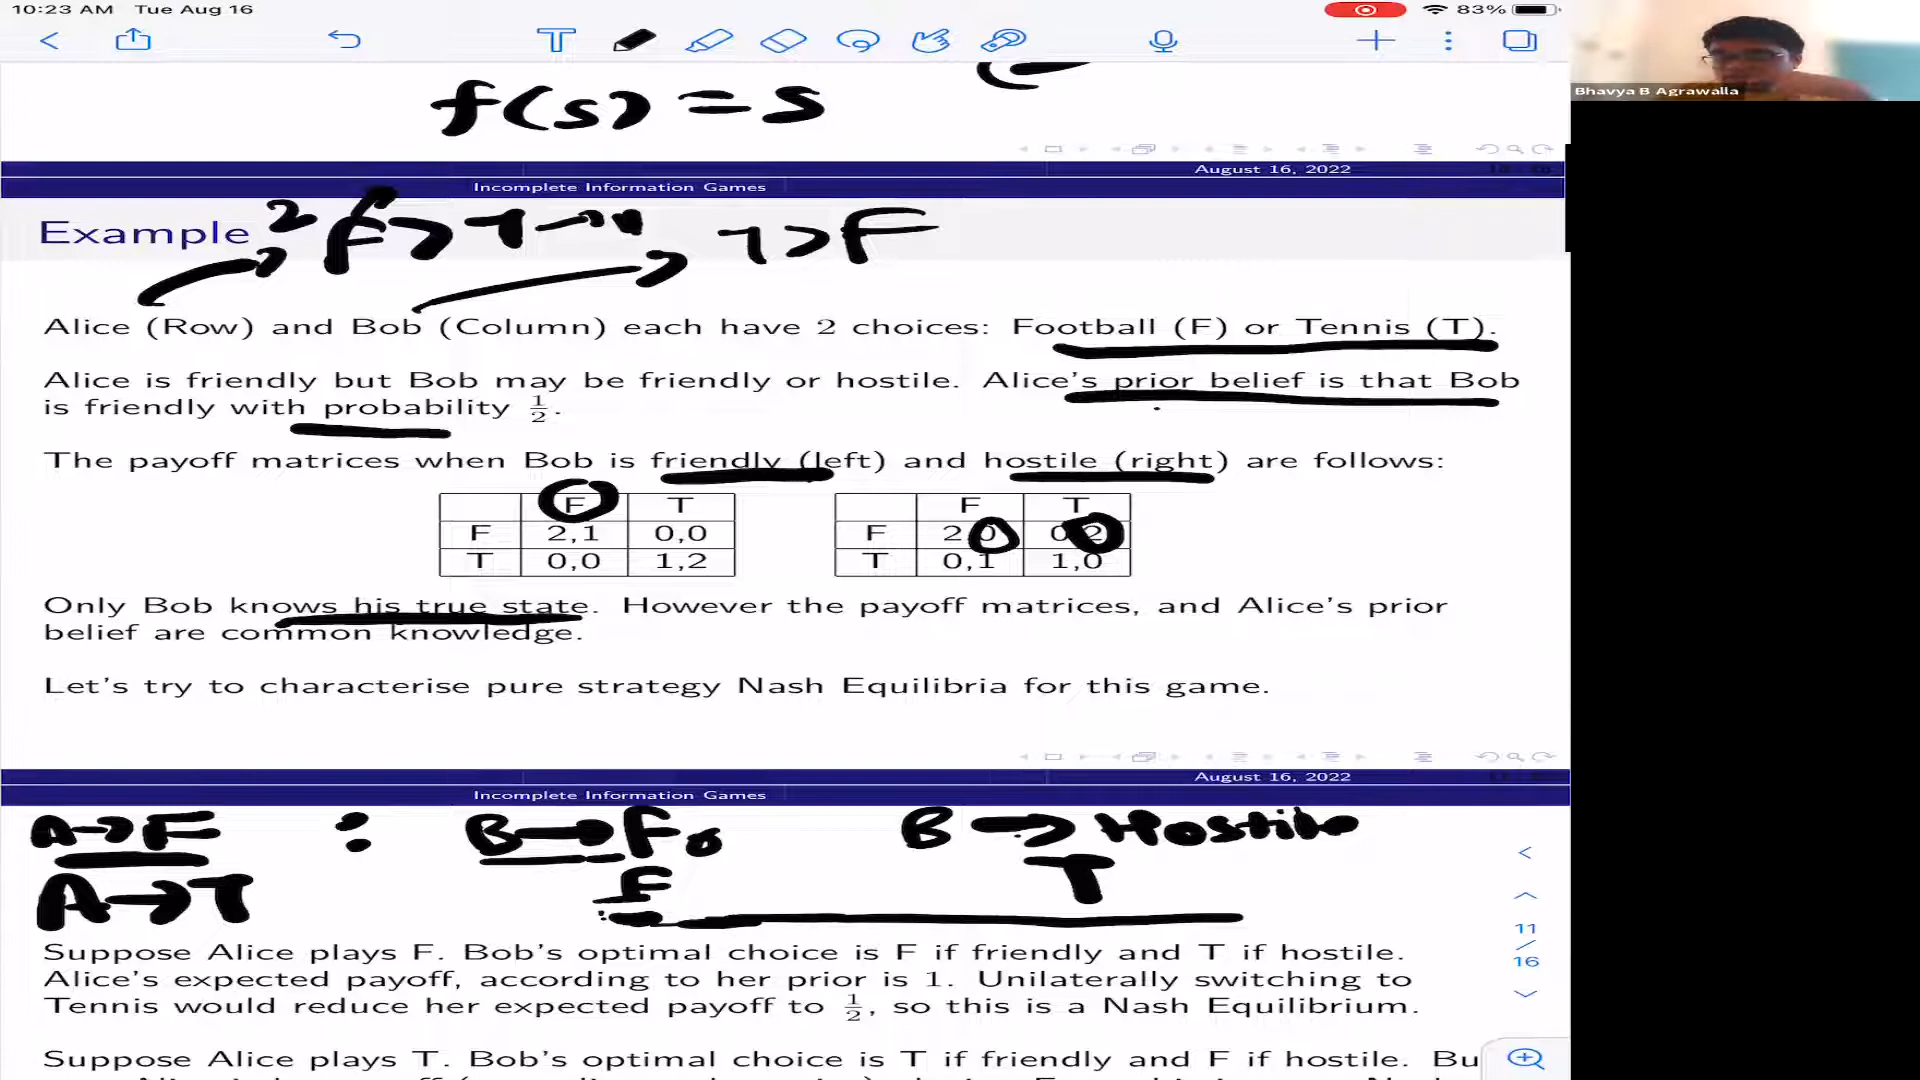 10:23 AM Tue Aug 16
83%
Bhavya B Agrawalla
f(s) = s
August 16, 2022
Incomplete Information Games
Example
2
F > T
T > F
Alice (Row) and Bob (Column) each have 2 choices: Football (F) or Tennis (T).
Alice is friendly but Bob may be friendly or hostile. Alice's prior belief is that Bob
is friendly with probability 1/2.
The payoff matrices when Bob is friendly (left) and hostile (right) are follows:
F T
F 2,1 0,0
T 0,0 1,2
F T
F 2,0 0,2
T 0,1 1,0
Only Bob knows his true state. However the payoff matrices, and Alice's prior
belief are common knowledge.
Let's try to characterise pure strategy Nash Equilibria for this game.
August 16, 2022
Incomplete Information Games
A→F : B→Fr B→Hostile
F T
A→T
11
/
16
Suppose Alice plays F. Bob's optimal choice is F if friendly and T if hostile.
Alice's expected payoff, according to her prior is 1. Unilaterally switching to
Tennis would reduce her expected payoff to 1/2, so this is a Nash Equilibrium.
Suppose Alice plays T. Bob's optimal choice is T if friendly and F if hostile. Bu